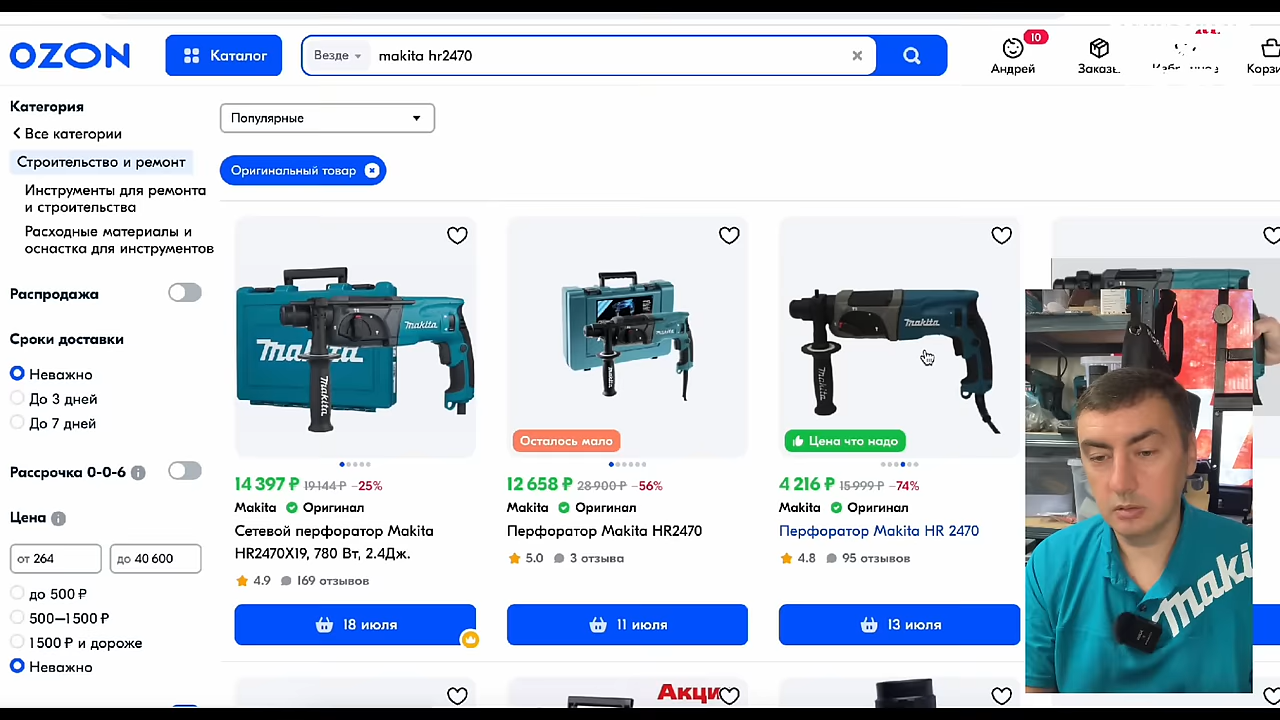 OZON
Каталог
Везде
makita hr2470
10
Андрей
Заказы
Избранное
Категория
Все категории
Строительство и ремонт
Инструменты для ремонта
и строительства
Расходные материалы и
оснастка для инструментов
Распродажа
Сроки доставки
Неважно
До 3 дней
До 7 дней
Рассрочка 0-0-6
Цена
от 264
до 40 600
до 500 ₽
500–1 500 ₽
1 500 ₽ и дороже
Неважно
Популярные
Оригинальный товар
Makita
Makita
14 397 ₽ 19 144 ₽ −25%
Makita Оригинал
Сетевой перфоратор Makita
HR2470X19, 780 Вт, 2.4Дж.
4.9 169 отзывов
18 июля
Осталось мало
12 658 ₽ 28 900 ₽ −56%
Makita Оригинал
Перфоратор Makita HR2470
5.0 3 отзыва
11 июля
Makita
Makita
Цена что надо
4 216 ₽ 15 999 ₽ −74%
Makita Оригинал
Перфоратор Makita HR 2470
4.8 95 отзывов
13 июля
Акци